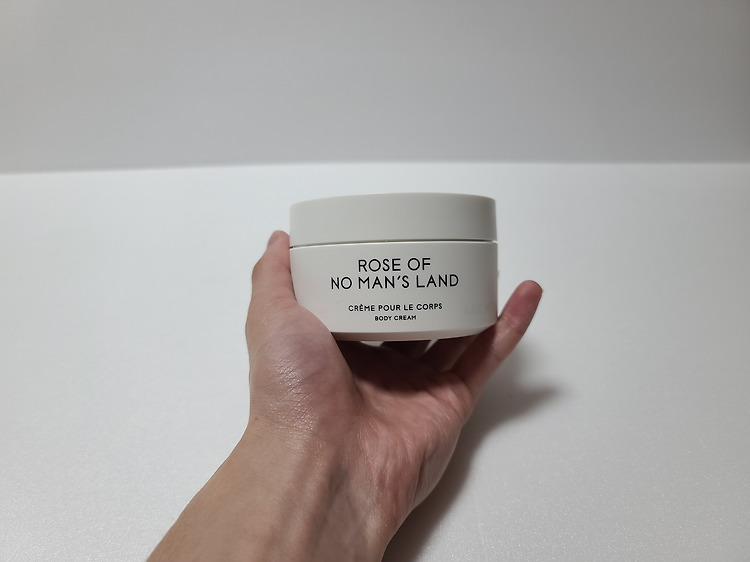 ROSE OF
NO MAN'S LAND
CRÈME POUR LE CORPS
BODY CREAM